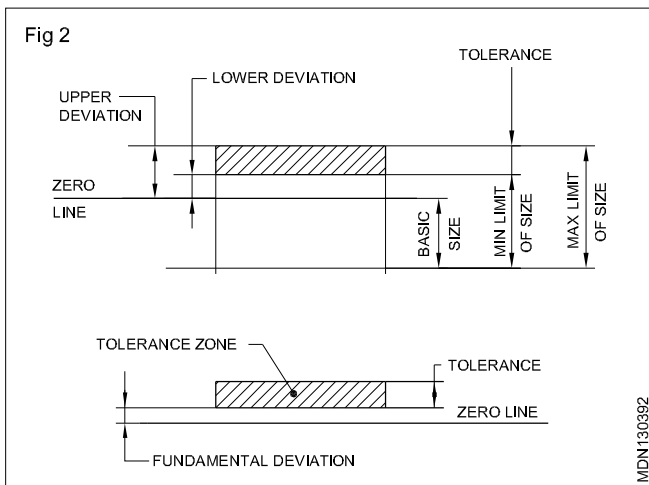 Fig 2
TOLERANCE
LOWER DEVIATION
UPPER
DEVIATION
ZERO
LINE
BASIC
SIZE
MIN LIMIT
OF SIZE
MAX LIMIT
OF SIZE
TOLERANCE ZONE
TOLERANCE
ZERO LINE
FUNDAMENTAL DEVIATION
MDN130392